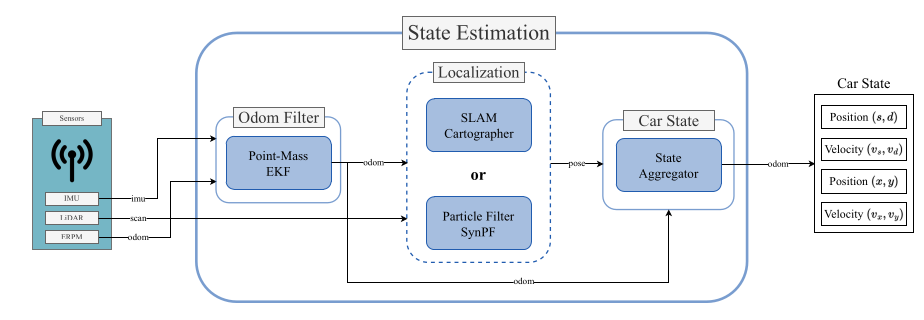 State Estimation
Sensors
IMU
LiDAR
ERPM
imu
scan
odom
Odom Filter
Point-Mass
EKF
odom
Localization
SLAM
Cartographer
or
Particle Filter
SynPF
pose
odom
Car State
State
Aggregator
odom
Car State
Position (s, d)
Velocity (v_s, v_d)
Position (x, y)
Velocity (v_x, v_y)